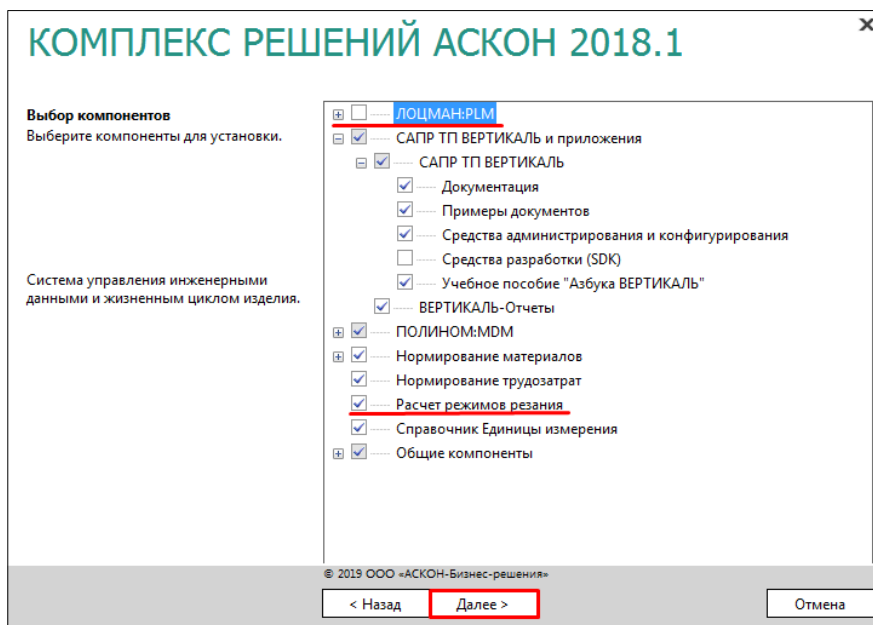 КОМПЛЕКС РЕШЕНИЙ АСКОН 2018.1
Выбор компонентов
Выберите компоненты для установки.
Система управления инженерными
данными и жизненным циклом изделия.
ЛОЦМАН:PLM
САПР ТП ВЕРТИКАЛЬ и приложения
САПР ТП ВЕРТИКАЛЬ
Документация
Примеры документов
Средства администрирования и конфигурирования
Средства разработки (SDK)
Учебное пособие "Азбука ВЕРТИКАЛЬ"
ВЕРТИКАЛЬ-Отчеты
ПОЛИНОМ:MDM
Нормирование материалов
Нормирование трудозатрат
Расчет режимов резания
Справочник Единицы измерения
Общие компоненты
© 2019 ООО «АСКОН-Бизнес-решения»
< Назад
Далее >
Отмена